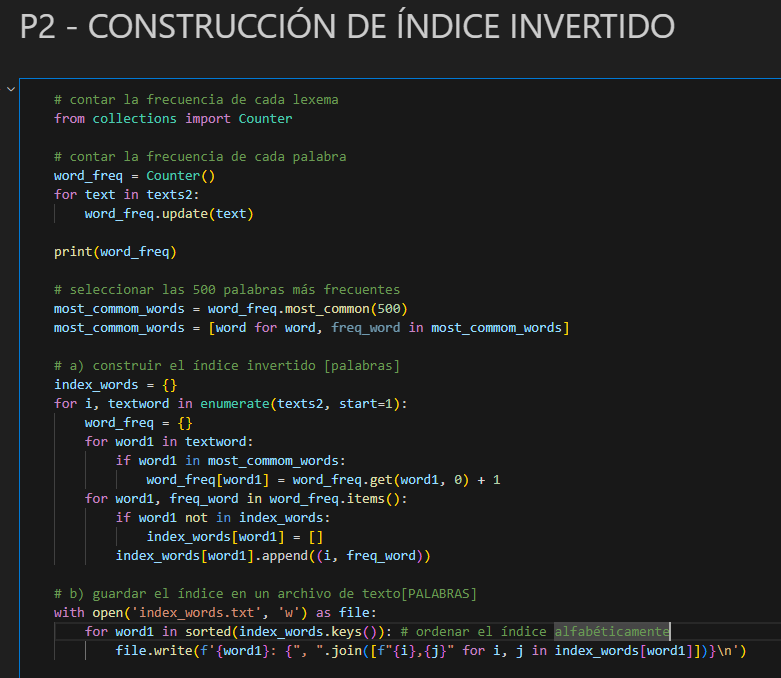 P2 - CONSTRUCCIÓN DE ÍNDICE INVERTIDO
# contar la frecuencia de cada lexema
from collections import Counter
# contar la frecuencia de cada palabra
word_freq = Counter()
for text in texts2:
    word_freq.update(text)
print(word_freq)
# seleccionar las 500 palabras más frecuentes
most_commom_words = word_freq.most_common(500)
most_commom_words = [word for word, freq_word in most_commom_words]
# a) construir el índice invertido [palabras]
index_words = {}
for i, textword in enumerate(texts2, start=1):
    word_freq = {}
    for word1 in textword:
        if word1 in most_commom_words:
            word_freq[word1] = word_freq.get(word1, 0) + 1
    for word1, freq_word in word_freq.items():
        if word1 not in index_words:
            index_words[word1] = []
        index_words[word1].append((i, freq_word))
# b) guardar el índice en un archivo de texto[PALABRAS]
with open('index_words.txt', 'w') as file:
    for word1 in sorted(index_words.keys()): # ordenar el índice alfabéticamente
        file.write(f'{word1}: {", ".join([f"{i},{j}" for i, j in index_words[word1]])}\n')